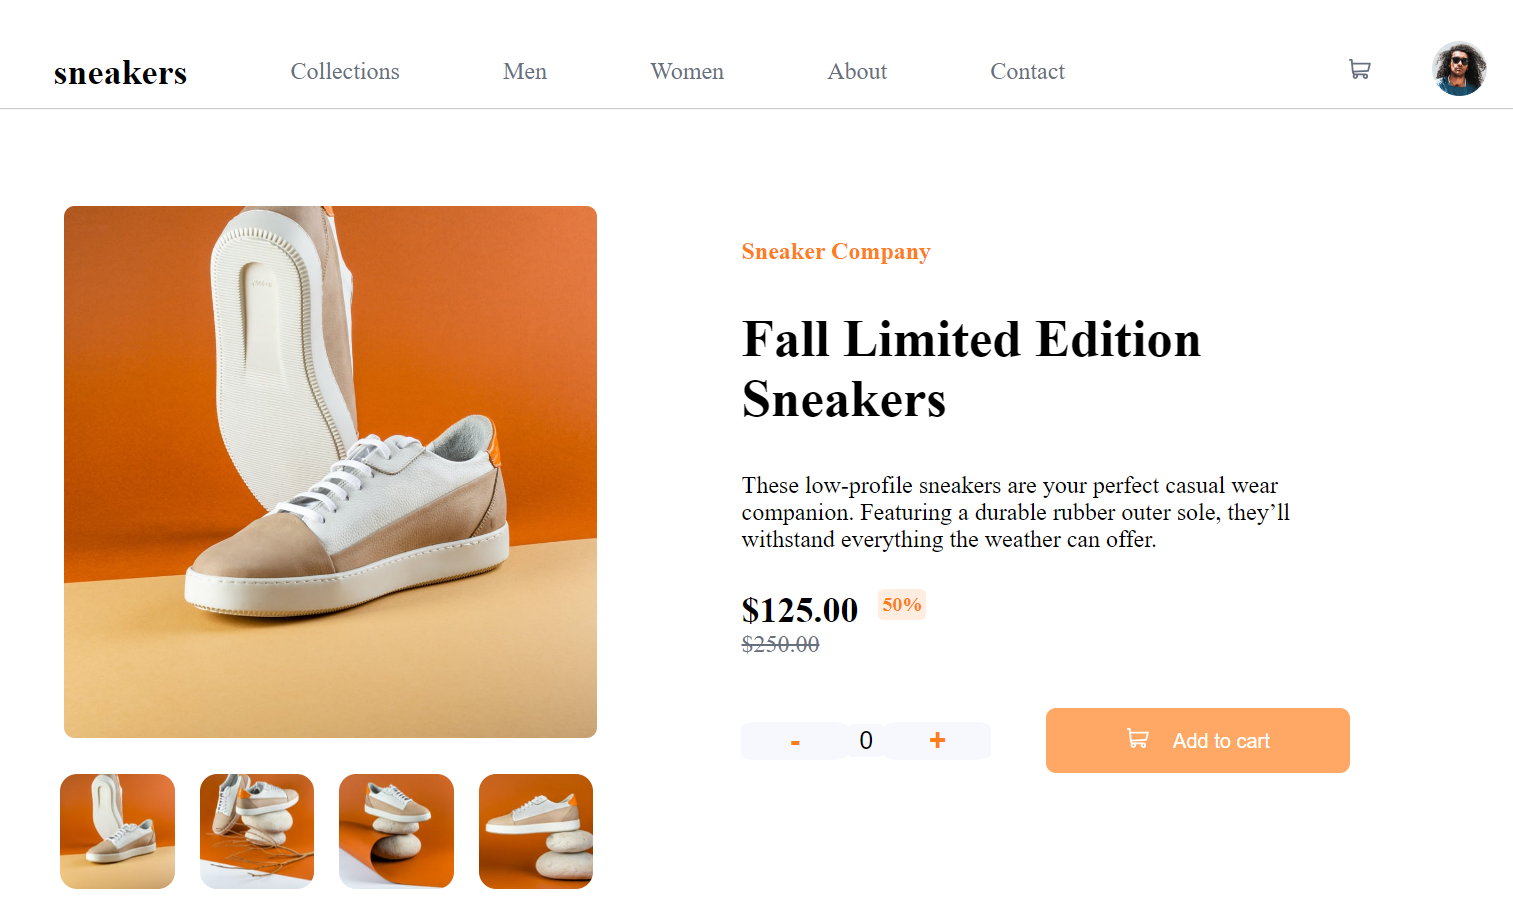 sneakers
Collections
Men
Women
About
Contact
Sneaker Company
Fall Limited Edition
Sneakers
These low-profile sneakers are your perfect casual wear
companion. Featuring a durable rubber outer sole, they’ll
withstand everything the weather can offer.
$125.00 50%
$250.00
- 0 +
Add to cart